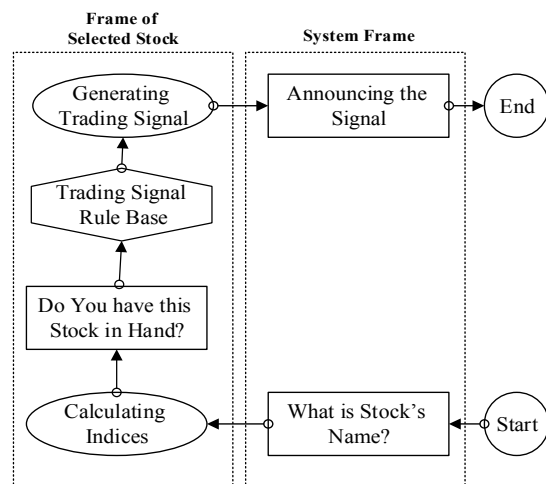 Frame of
Selected Stock
System Frame
Generating
Trading Signal
Announcing the
Signal
End
Trading Signal
Rule Base
Do You have this
Stock in Hand?
Calculating
Indices
What is Stock's
Name?
Start